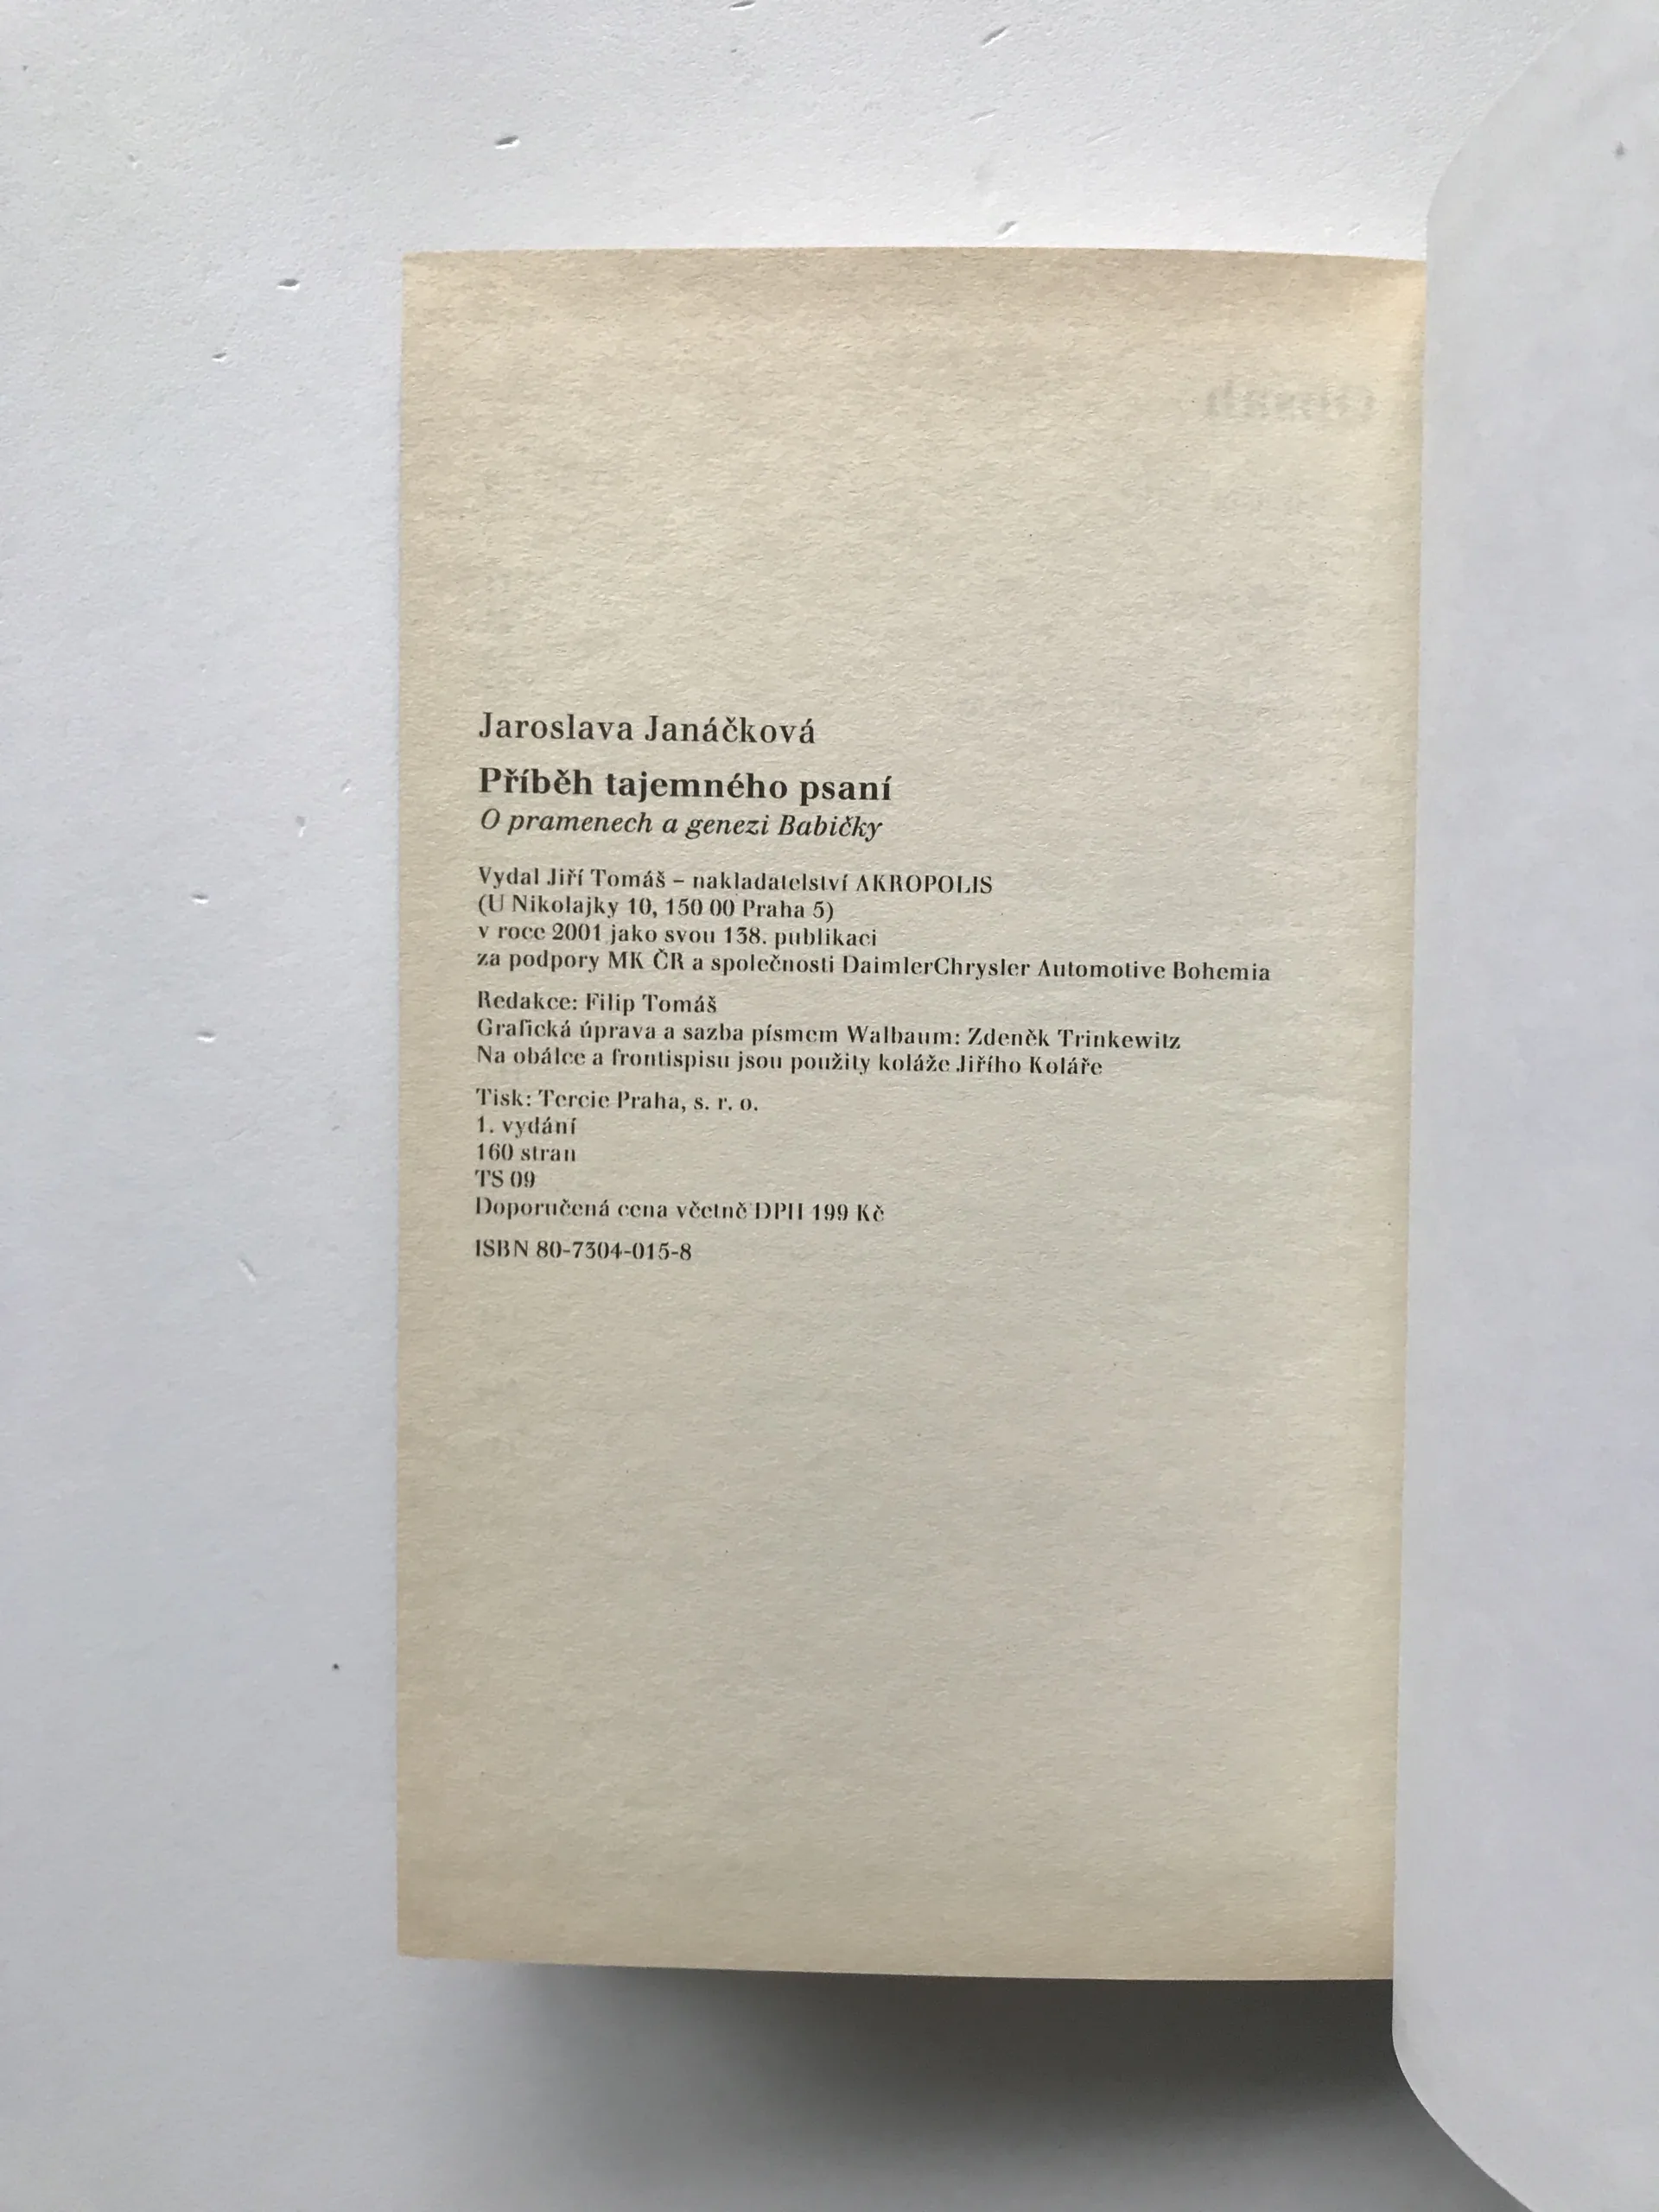 Jaroslava Janáčková
Příběh tajemného psaní
O pramenech a genezi Babičky
Vydal Jiří Tomáš – nakladatelství AKROPOLIS
(U Nikolajky 10, 150 00 Praha 5)
v roce 2001 jako svou 138. publikaci
za podpory MK ČR a společnosti DaimlerChrysler Automotive Bohemia
Redakce: Filip Tomáš
Grafická úprava a sazba písmem Walbaum: Zdeněk Trinkewitz
Na obálce a frontispisu jsou použity koláže Jiřího Koláře
Tisk: Tercie Praha, s. r. o.
1. vydání
160 stran
TS 09
Doporučená cena včetně DPH 199 Kč
ISBN 80-7304-015-8